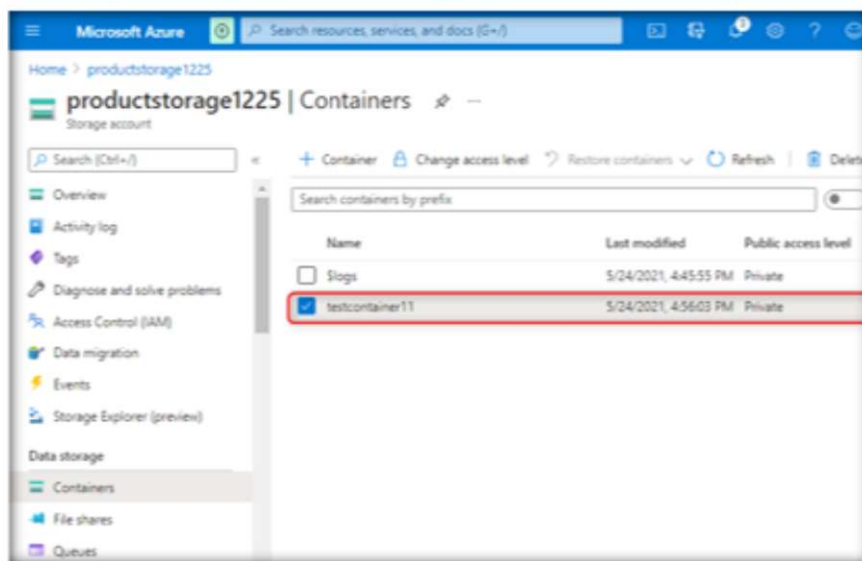 Microsoft Azure
Search resources, services, and docs (G+/)
Home > productstorage1225
productstorage1225 | Containers
Storage account
Search (Ctrl+/)
+ Container Change access level Restore containers Refresh Delete
Overview
Search containers by prefix
Activity log
Name Last modified Public access level
Tags
$logs 5/24/2021, 4:45:55 PM Private
Diagnose and solve problems
testcontainer11 5/24/2021, 4:56:03 PM Private
Access Control (IAM)
Data migration
Events
Storage Explorer (preview)
Data storage
Containers
File shares
Queues